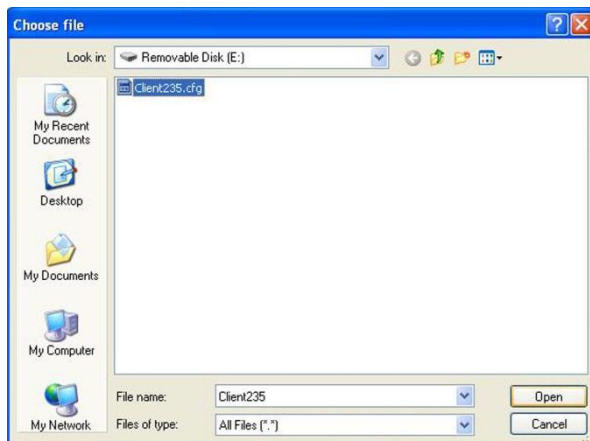 Choose file
Look in:
Removable Disk (E:)
Client235.cfg
My Recent
Documents
Desktop
My Documents
My Computer
My Network
File name:
Client235
Open
Files of type:
All Files (*.*)
Cancel